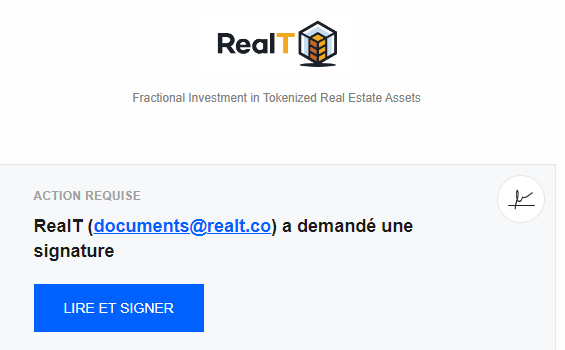 RealT
Fractional Investment in Tokenized Real Estate Assets
ACTION REQUISE
RealT (documents@realt.co) a demandé une
signature
LIRE ET SIGNER